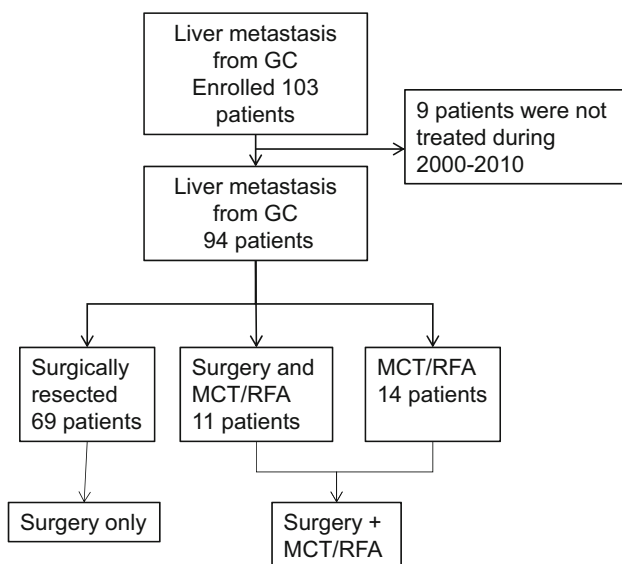 Liver metastasis
from GC
Enrolled 103
patients
9 patients were not
treated during
2000-2010
Liver metastasis
from GC
94 patients
Surgically
resected
69 patients
Surgery and
MCT/RFA
11 patients
MCT/RFA
14 patients
Surgery only
Surgery +
MCT/RFA